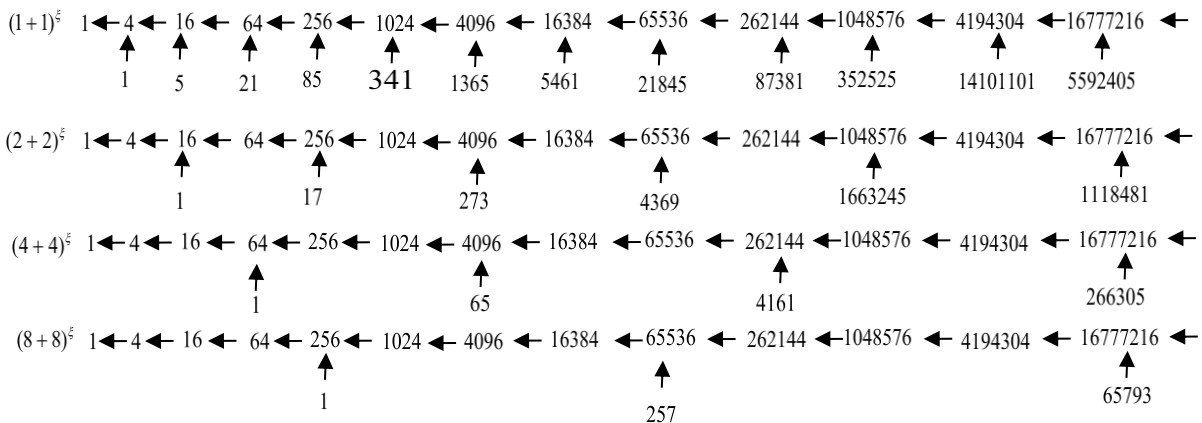 (1+1)^ξ 1 ← 4 ← 16 ← 64 ← 256 ← 1024 ← 4096 ← 16384 ← 65536 ← 262144 ← 1048576 ← 4194304 ← 16777216 ←
1 5 21 85 341 1365 5461 21845 87381 352525 14101101 5592405
(2+2)^ξ 1 ← 4 ← 16 ← 64 ← 256 ← 1024 ← 4096 ← 16384 ← 65536 ← 262144 ← 1048576 ← 4194304 ← 16777216 ←
1 17 273 4369 1663245 1118481
(4+4)^ξ 1 ← 4 ← 16 ← 64 ← 256 ← 1024 ← 4096 ← 16384 ← 65536 ← 262144 ← 1048576 ← 4194304 ← 16777216 ←
1 65 4161 266305
(8+8)^ξ 1 ← 4 ← 16 ← 64 ← 256 ← 1024 ← 4096 ← 16384 ← 65536 ← 262144 ← 1048576 ← 4194304 ← 16777216 ←
1 257 65793